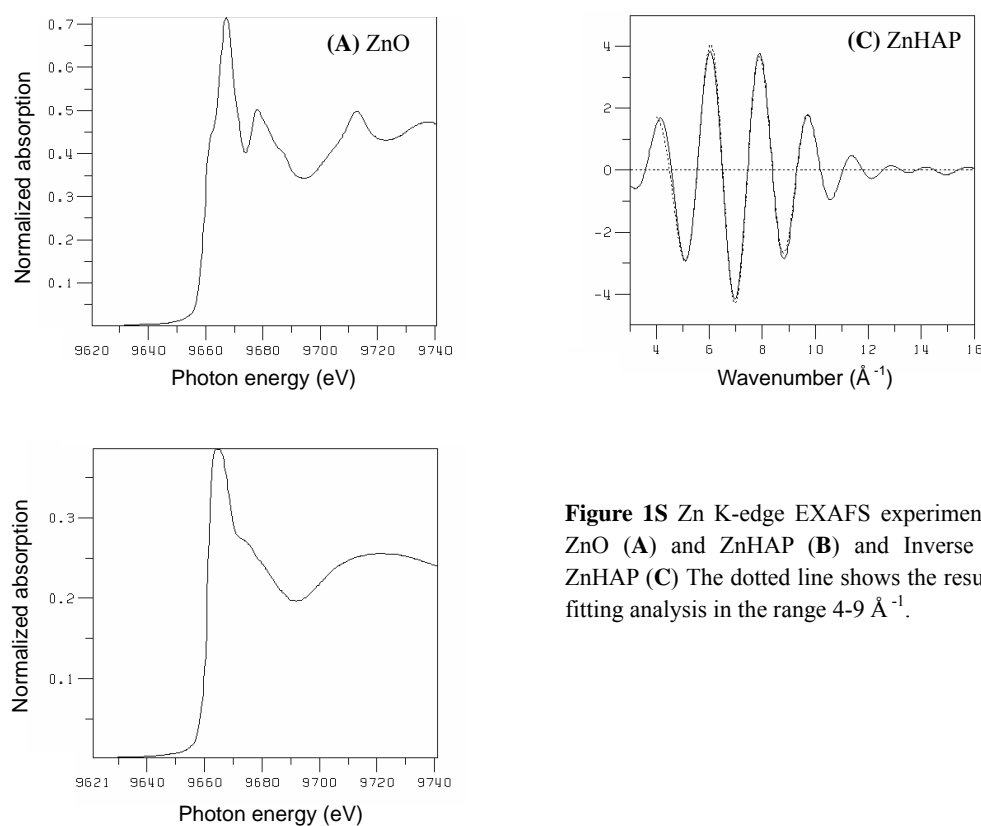 (A) ZnO
Normalized absorption
0.7
0.6
0.5
0.4
0.3
0.2
0.1
9620 9640 9660 9680 9700 9720 9740
Photon energy (eV)
(C) ZnHAP
4
2
0
-2
-4
4 6 8 10 12 14 16
Wavenumber (Å -1)
Normalized absorption
0.3
0.2
0.1
9621 9640 9660 9680 9700 9720 9740
Photon energy (eV)
Figure 1S Zn K-edge EXAFS experimen
ZnO (A) and ZnHAP (B) and Inverse
ZnHAP (C) The dotted line shows the resu
fitting analysis in the range 4-9 Å -1.